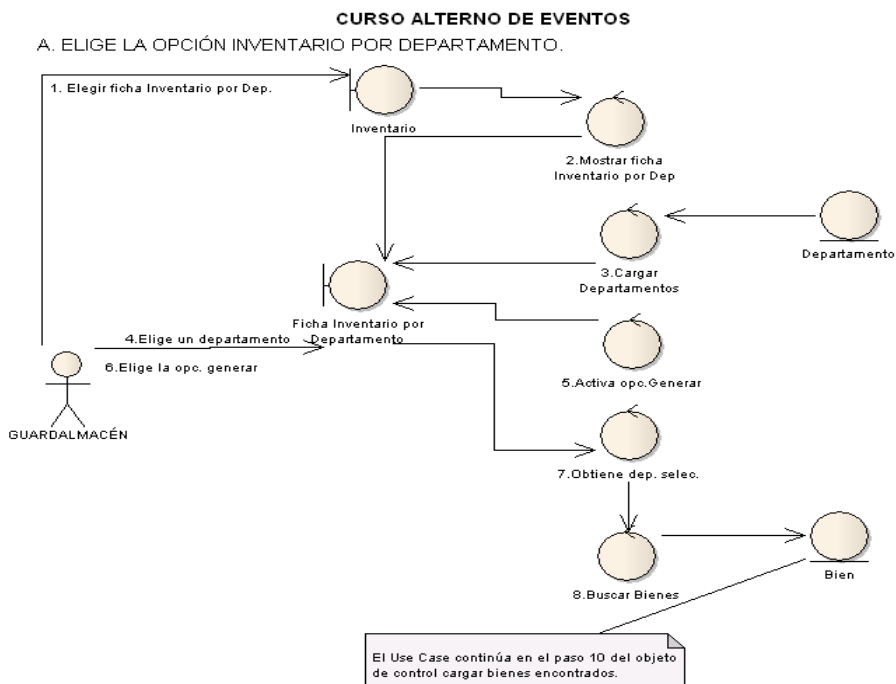 CURSO ALTERNO DE EVENTOS
A. ELIGE LA OPCIÓN INVENTARIO POR DEPARTAMENTO.
1. Elegir ficha Inventario por Dep.
Inventario
2.Mostrar ficha
Inventario por Dep
Departamento
3.Cargar
Departamentos
Ficha Inventario por
Departamento
4.Elige un departamento
6.Elige la opc. generar
5.Activa opc.Generar
GUARDALMACÉN
7.Obtiene dep. selec.
8.Buscar Bienes
Bien
El Use Case continúa en el paso 10 del objeto
de control cargar bienes encontrados.